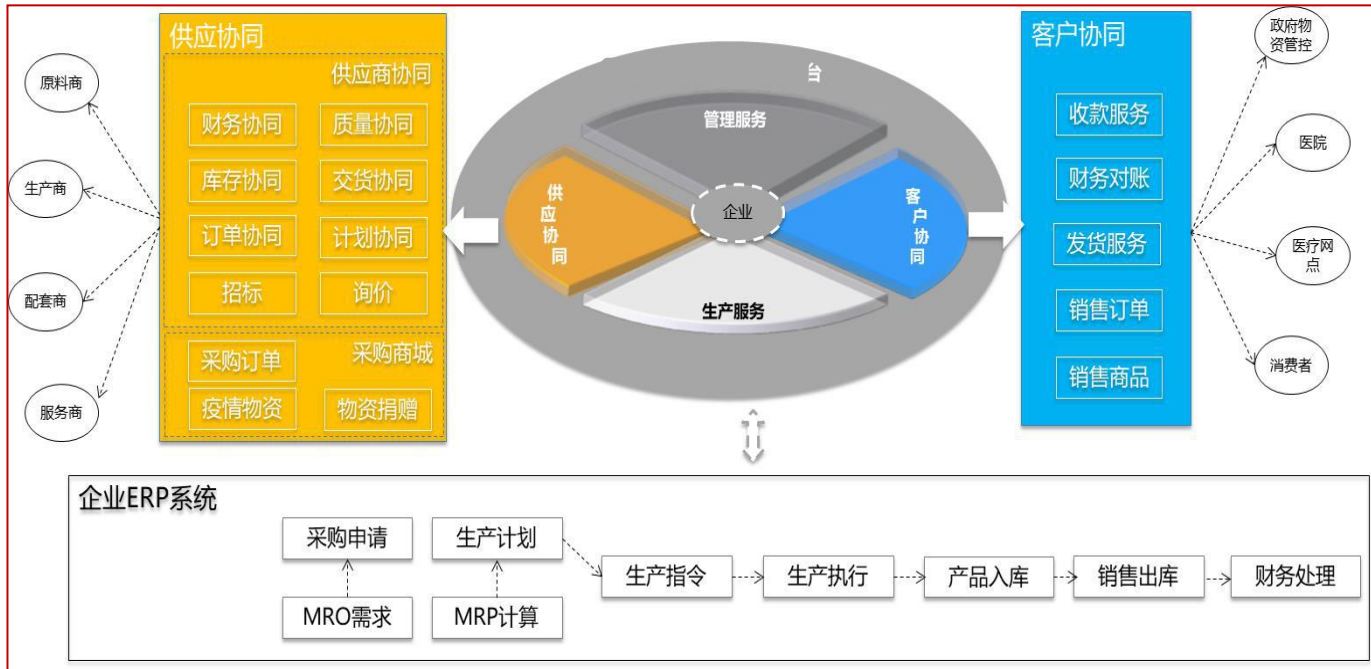 供应协同
供应商协同
财务协同
质量协同
库存协同
交货协同
订单协同
计划协同
招标
询价
采购商城
采购订单
疫情物资
物资捐赠
原料商
生产商
配套商
服务商
台
管理服务
供应协同
企业
客户协同
生产服务
客户协同
收款服务
财务对账
发货服务
销售订单
销售商品
政府物
资管控
医院
医疗网
点
消费者
企业ERP系统
采购申请
生产计划
生产指令
生产执行
产品入库
销售出库
财务处理
MRO需求
MRP计算